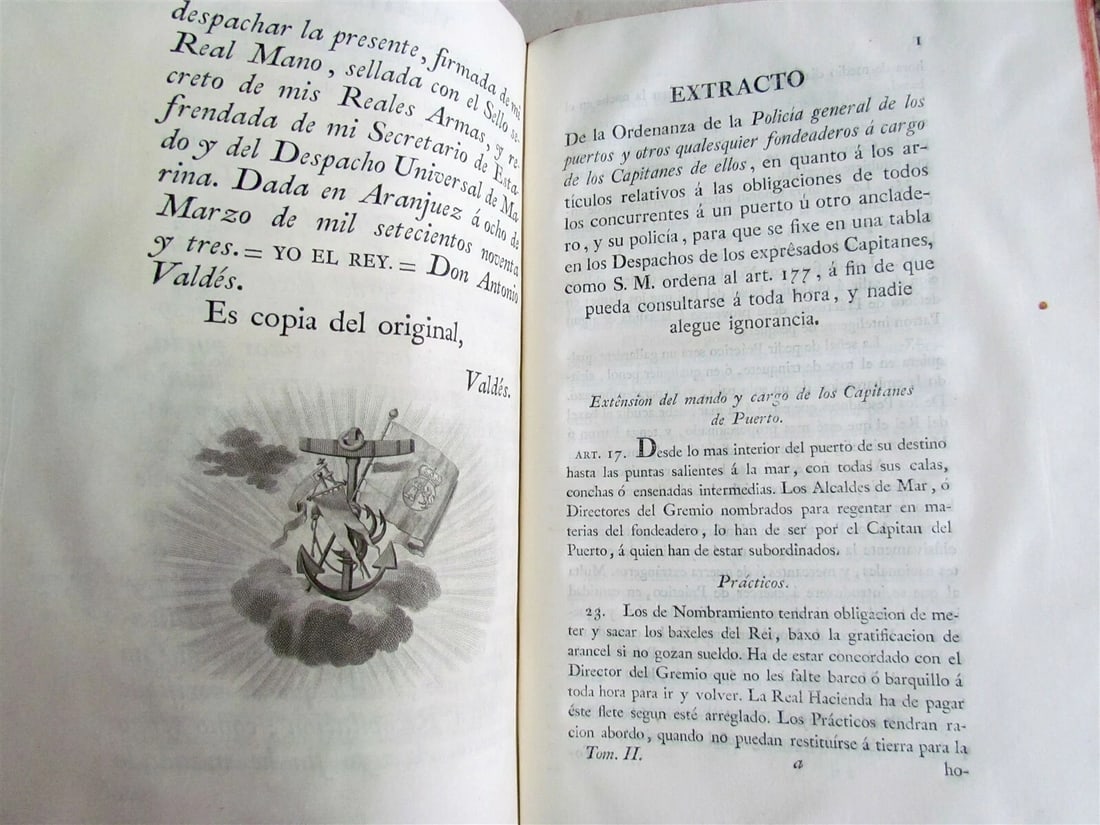 despachar la presente, firmada de mi
Real Mano, sellada con el Sello se-
creto de mis Reales Armas, y re-
frendada de mi Secretario de Esta-
do y del Despacho Universal de Ma-
rina. Dada en Aranjuez á ocho de
Marzo de mil setecientos noventa
y tres. = YO EL REY. = Don Antonio
Valdés.
Es copia del original,
Valdés.
1
EXTRACTO
De la Ordenanza de la Policía general de los
puertos y otros qualesquier fondeaderos á cargo
de los Capitanes de ellos, en quanto á los ar-
tículos relativos á las obligaciones de todos
los concurrentes á un puerto ú otro anclade-
ro, y su policía, para que se fixe en una tabla
en los Despachos de los exprêsados Capitanes,
como S. M. ordena al art. 177, á fin de que
pueda consultarse á toda hora, y nadie
alegue ignorancia.
Extênsion del mando y cargo de los Capitanes
de Puerto.
ART. 17. Desde lo mas interior del puerto de su destino
hasta las puntas salientes á la mar, con todas sus calas,
conchas ó ensenadas intermedias. Los Alcaldes de Mar, ó
Directores del Gremio nombrados para regentar en ma-
terias del fondeadero, lo han de ser por el Capitan del
Puerto, á quien han de estar subordinados.
Prácticos.
23. Los de Nombramiento tendran obligacion de me-
ter y sacar los baxeles del Rei, baxo la gratificacion de
arancel si no gozan sueldo. Ha de estar concordado con el
Director del Gremio que no les falte barco ó barquillo á
toda hora para ir y volver. La Real Hacienda ha de pagar
éste flete segun esté arreglado. Los Prácticos tendran ra-
cion abordo, quando no puedan restituírse á tierra para la
Tom. II.
a
ho-